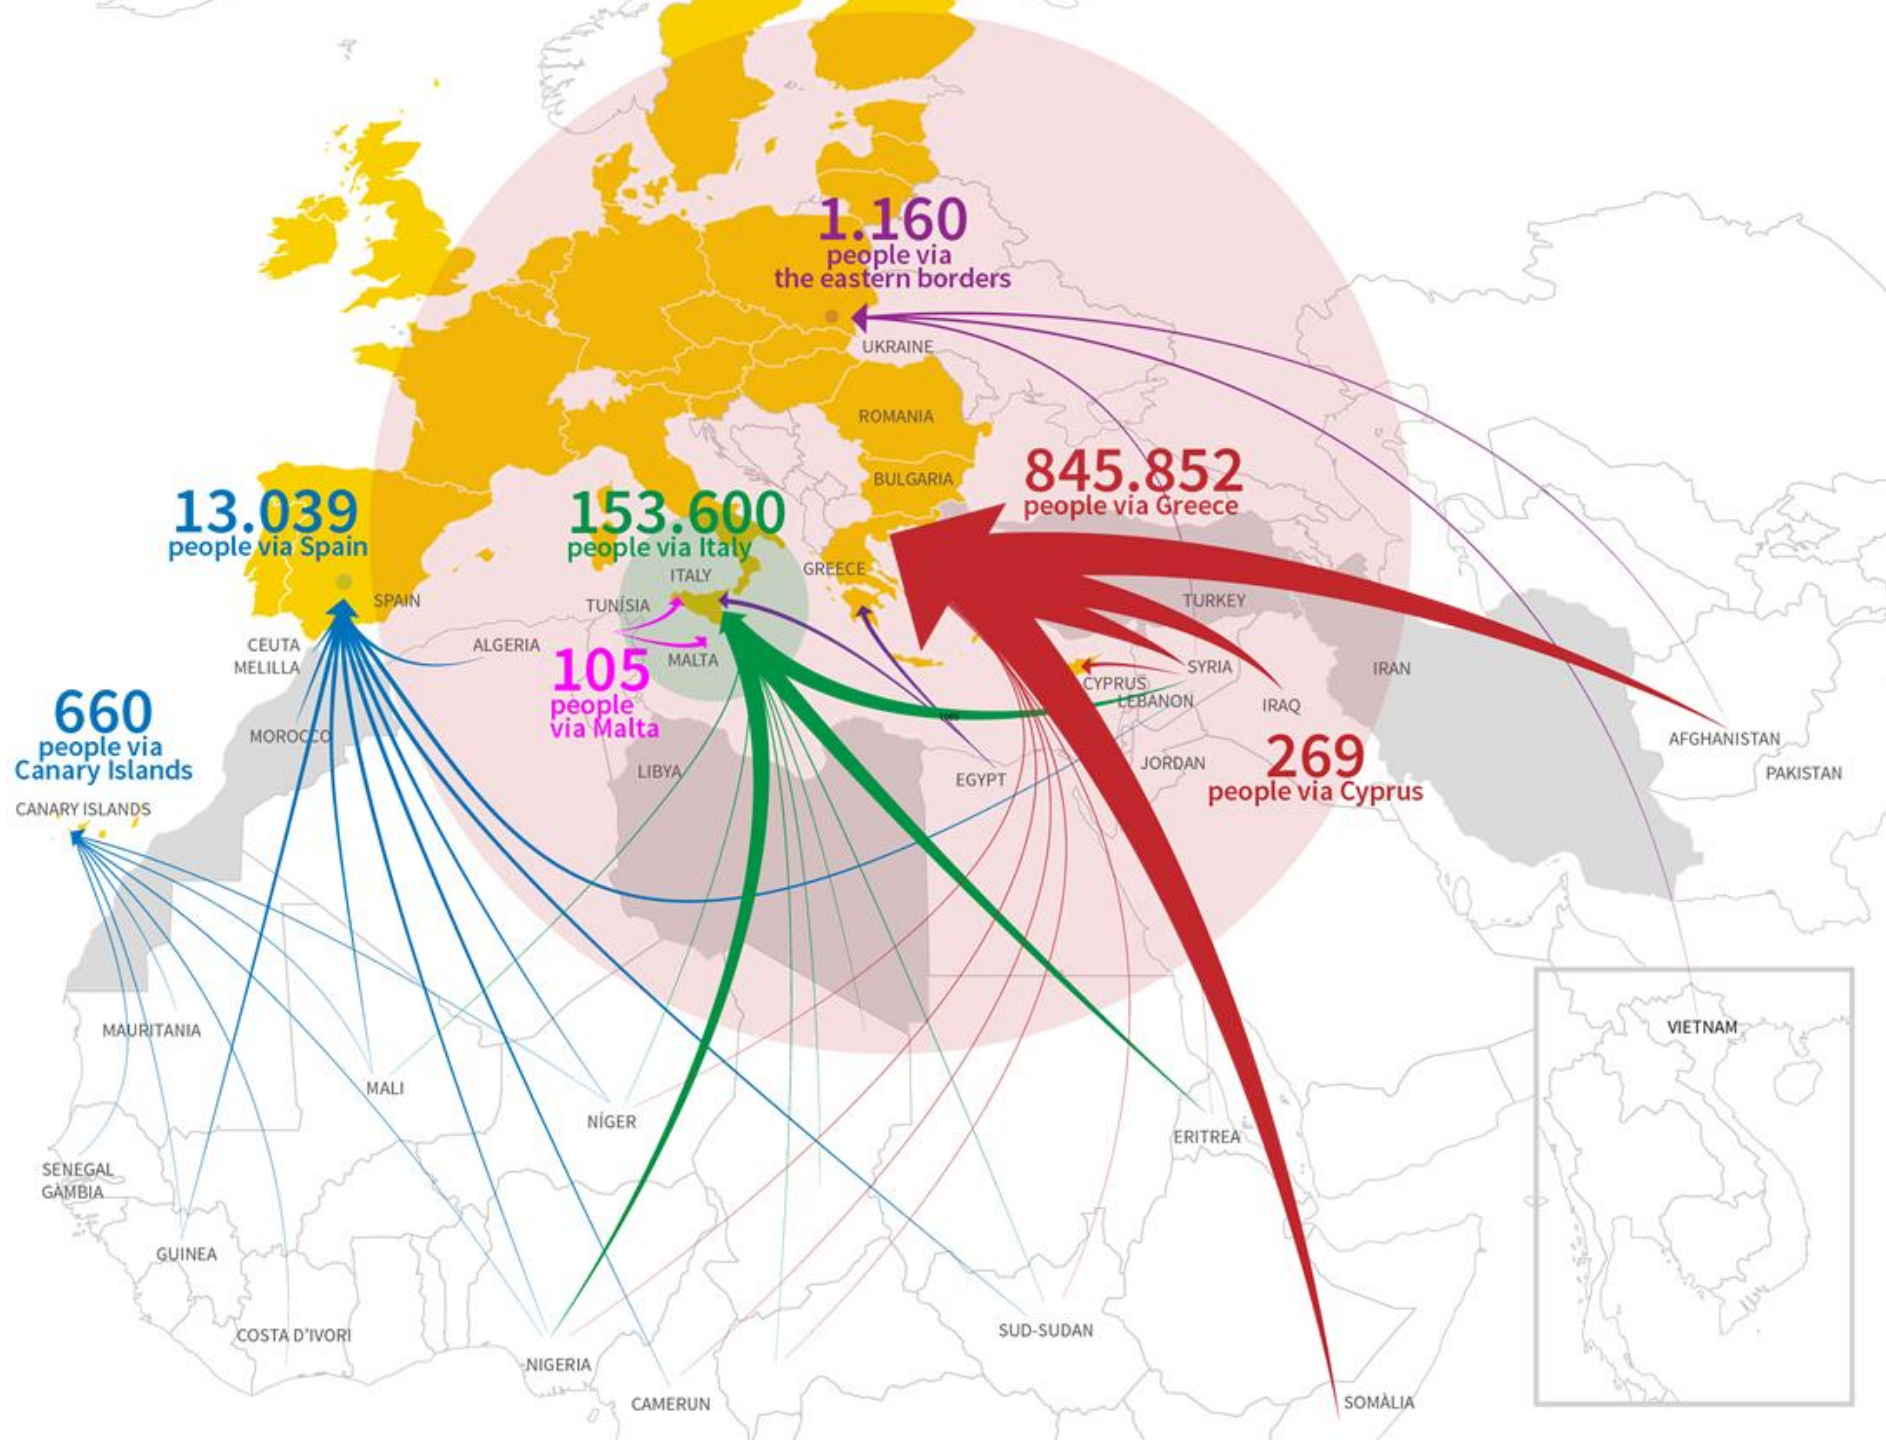 1.160
people via
the eastern borders
UKRAINE
ROMANIA
BULGARIA
845.852
people via Greece
13.039
people via Spain
153.600
people via Italy
ITALY
GREECE
TUNÍSIA
SPAIN
TURKEY
CEUTA
MELILLA
ALGERIA
MALTA
105
people
via Malta
CYPRUS
SYRIA
LEBANON
IRAN
IRAQ
660
people via
Canary Islands
CANARY ISLANDS
MOROCCO
LIBYA
EGYPT
JORDAN
269
people via Cyprus
AFGHANISTAN
PAKISTAN
MAURITANIA
MALI
NÍGER
VIETNAM
ERITREA
SENEGAL
GÀMBIA
GUINEA
COSTA D'IVORI
NIGERIA
CAMERUN
SUD-SUDAN
SOMÀLIA